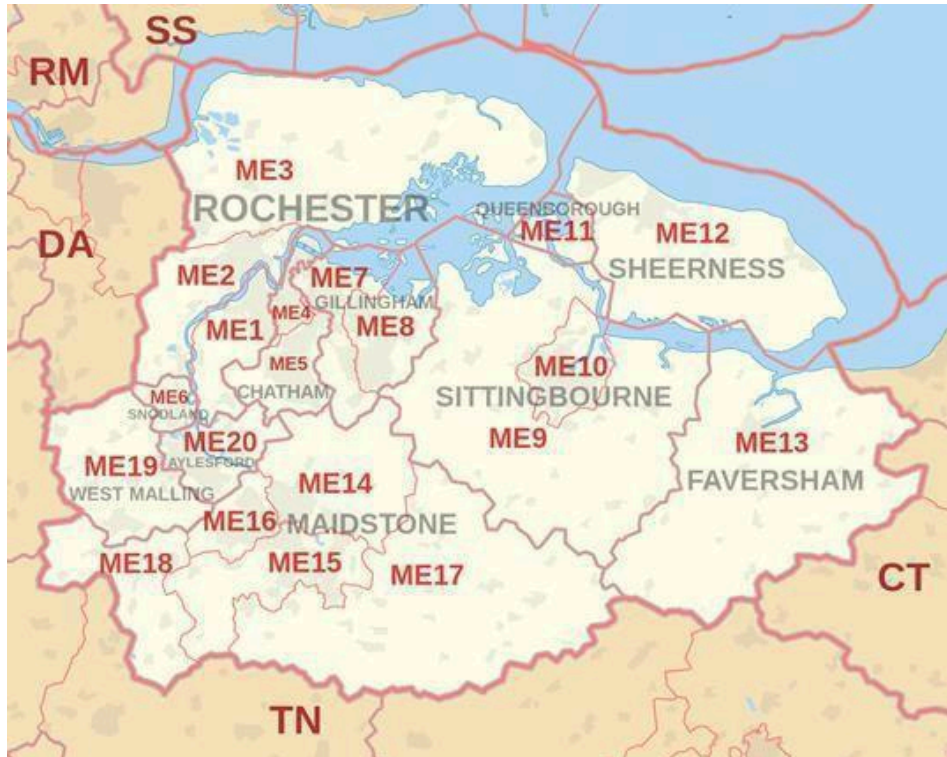 SS
RM
ME3
ROCHESTER
QUEENBOROUGH
ME11
ME12
SHEERNESS
DA
ME2
ME7
GILLINGHAM
ME4
ME1
ME8
ME5
CHATHAM
ME10
SITTINGBOURNE
ME6
SNODLAND
ME9
ME20
AYLESFORD
ME13
FAVERSHAM
ME19
WEST MALLING
ME14
ME16
MAIDSTONE
ME18
ME15
ME17
CT
TN